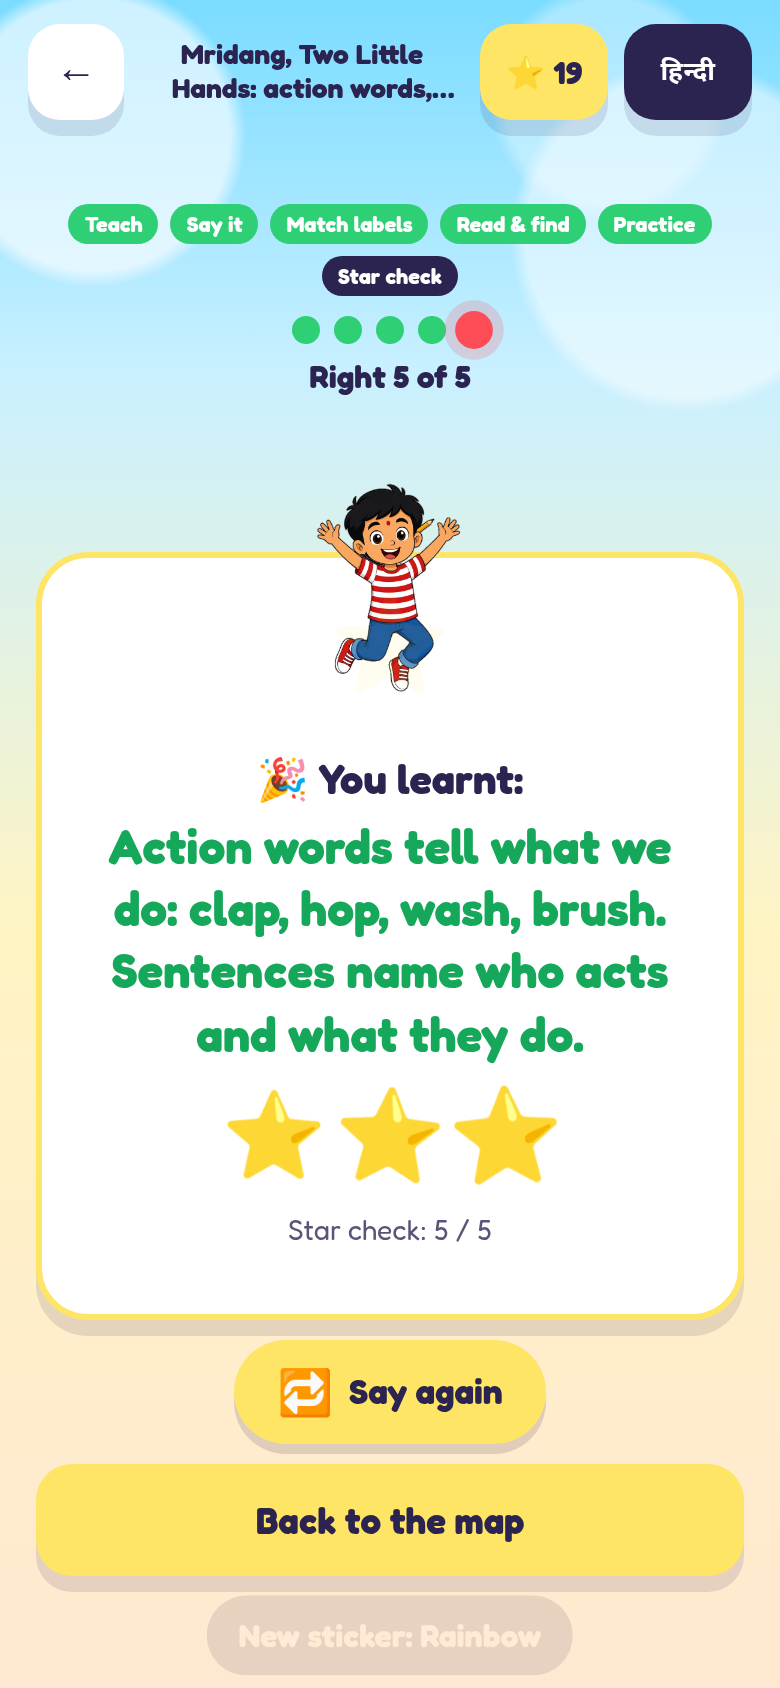 ←
Mridang, Two Little
Hands: action words,...
⭐ 19
हिन्दी
Teach
Say it
Match labels
Read & find
Practice
Star check
Right 5 of 5
🎉 You learnt:
Action words tell what we
do: clap, hop, wash, brush.
Sentences name who acts
and what they do.
Star check: 5 / 5
🔁 Say again
Back to the map
New sticker: Rainbow